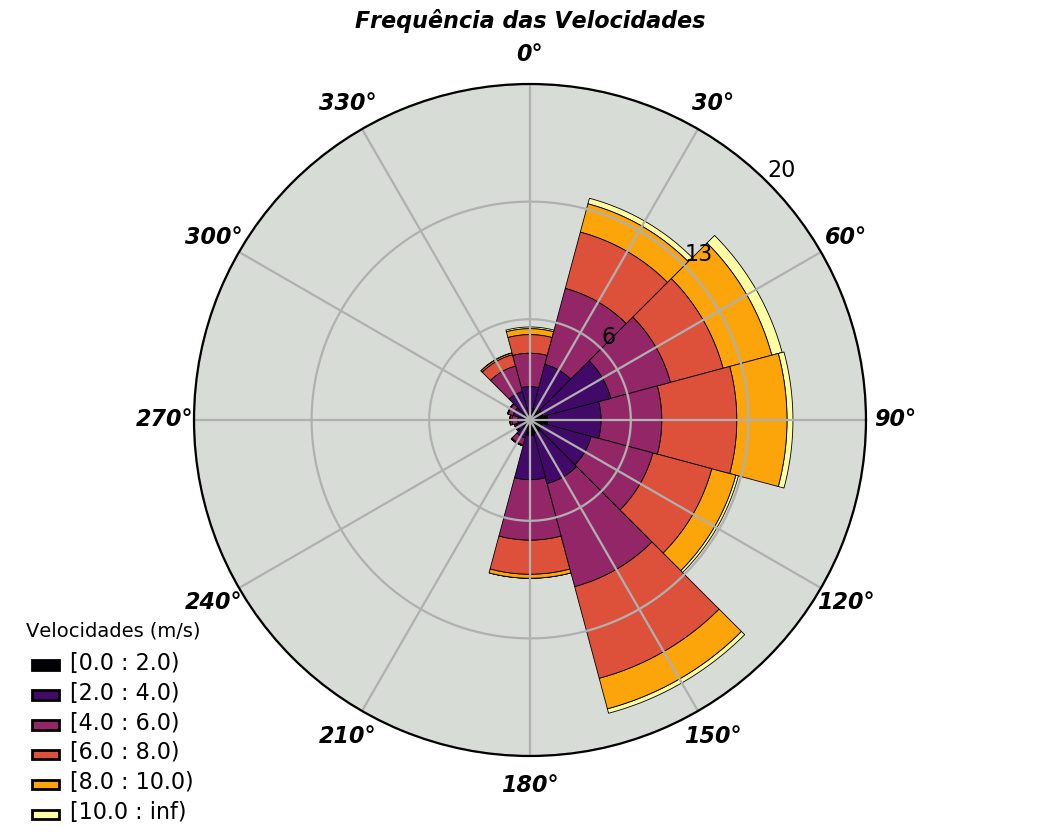 Frequência das Velocidades
0°
330°
30°
20
300°
60°
13
6
270°
90°
240°
120°
210°
150°
180°
Velocidades (m/s)
[0.0 : 2.0)
[2.0 : 4.0)
[4.0 : 6.0)
[6.0 : 8.0)
[8.0 : 10.0)
[10.0 : inf)